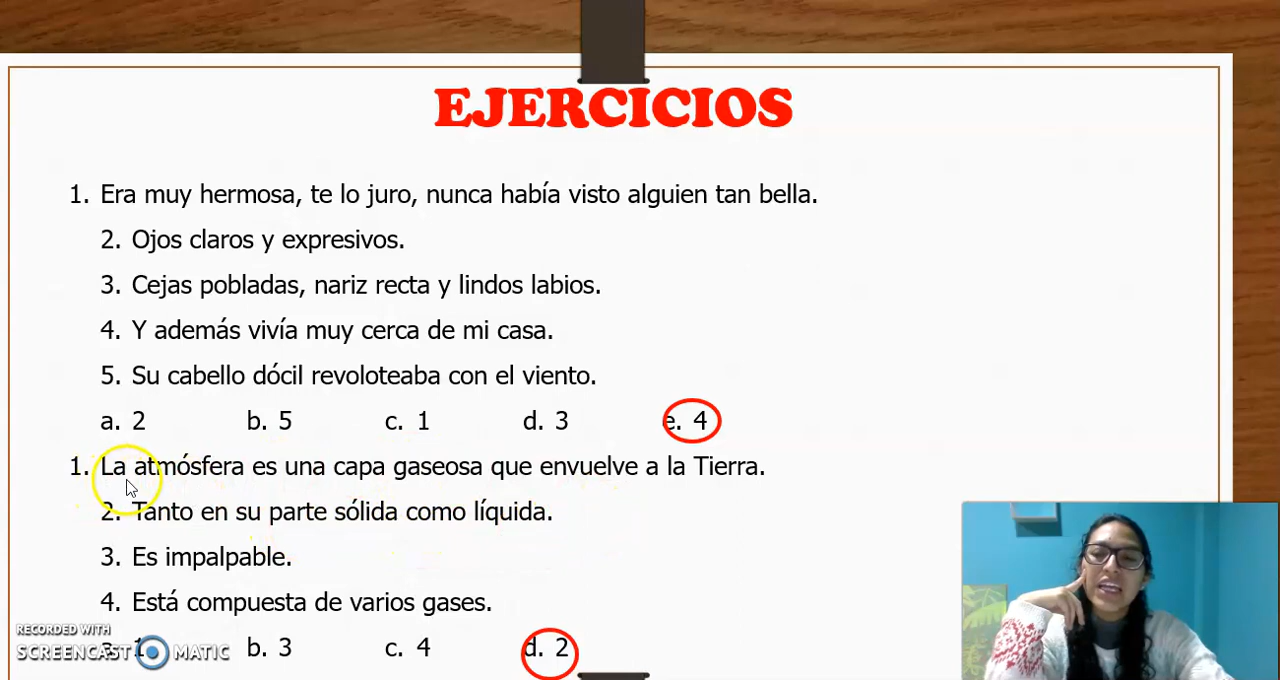 EJERCICIOS
1. Era muy hermosa, te lo juro, nunca había visto alguien tan bella.
2. Ojos claros y expresivos.
3. Cejas pobladas, nariz recta y lindos labios.
4. Y además vivía muy cerca de mi casa.
5. Su cabello dócil revoloteaba con el viento.
a. 2 b. 5 c. 1 d. 3 e. 4
1. La atmósfera es una capa gaseosa que envuelve a la Tierra.
2. Tanto en su parte sólida como líquida.
3. Es impalpable.
4. Está compuesta de varios gases.
a. 1 b. 3 c. 4 d. 2
RECORDED WITH
SCREENCAST MATIC